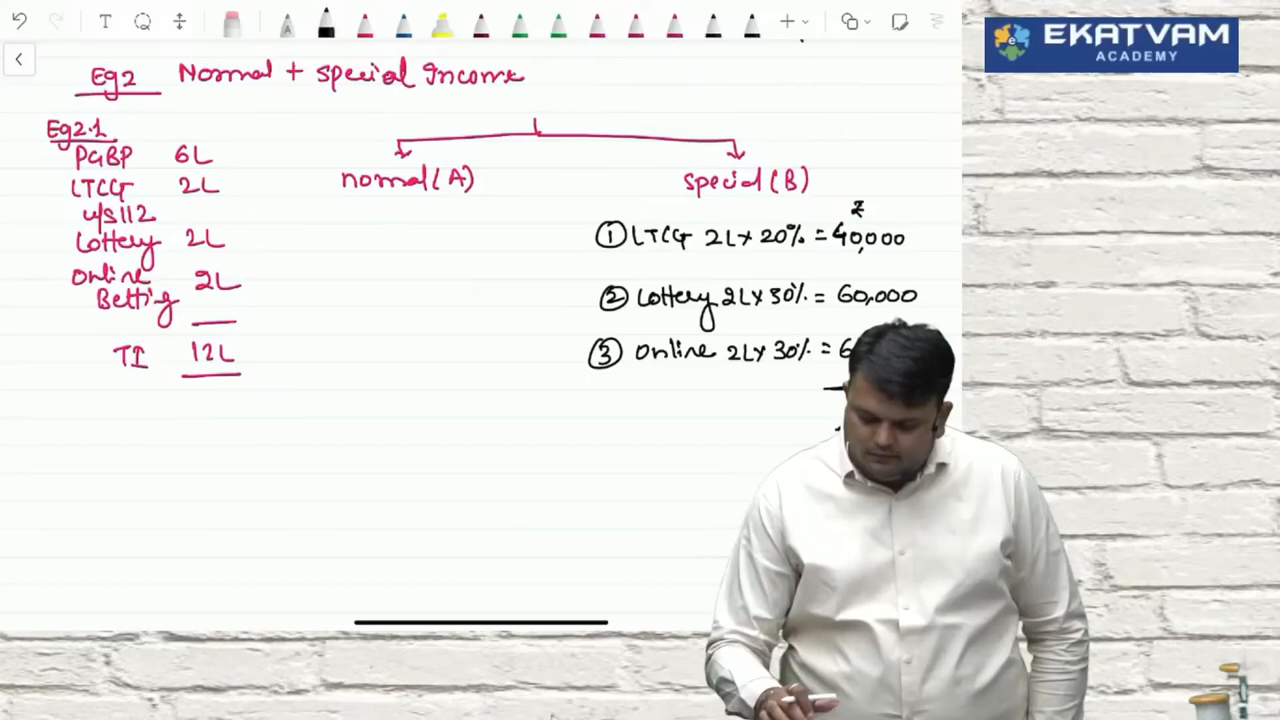 EKATVAM
ACADEMY
Eg2 Normal + Special Income
Eg2.1
PGBP 6L
LTCG 2L
u/s112
Lottery 2L
Online 2L
Betting
TI 12L
normal(A)
special(B)
₹
① LTCG 2L x 20% = 40,000
② Lottery 2L x 30% = 60,000
③ Online 2L x 30% = 6